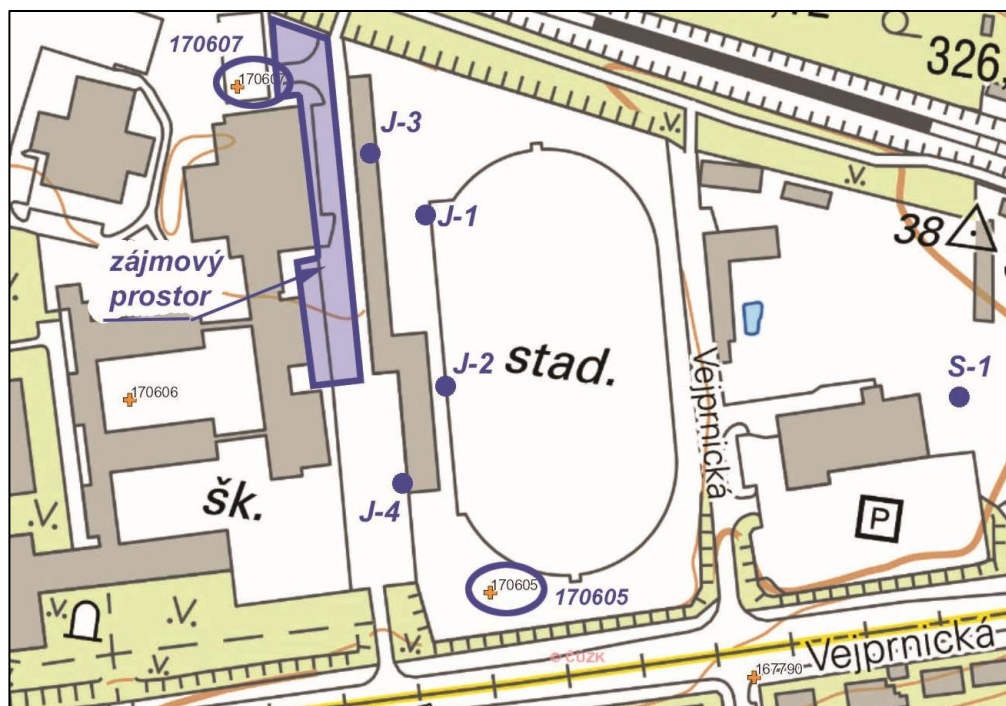 170607
170607
326,
J-3
.V.
.V.
J-1
38
zájmový
prostor
J-2
stad.
Vejprnická
S-1
170606
.V.
šk.
J-4
P
170605
170605
.V.
.V.
.V.
.V.
© ČÚZK
Vejprnická
167790